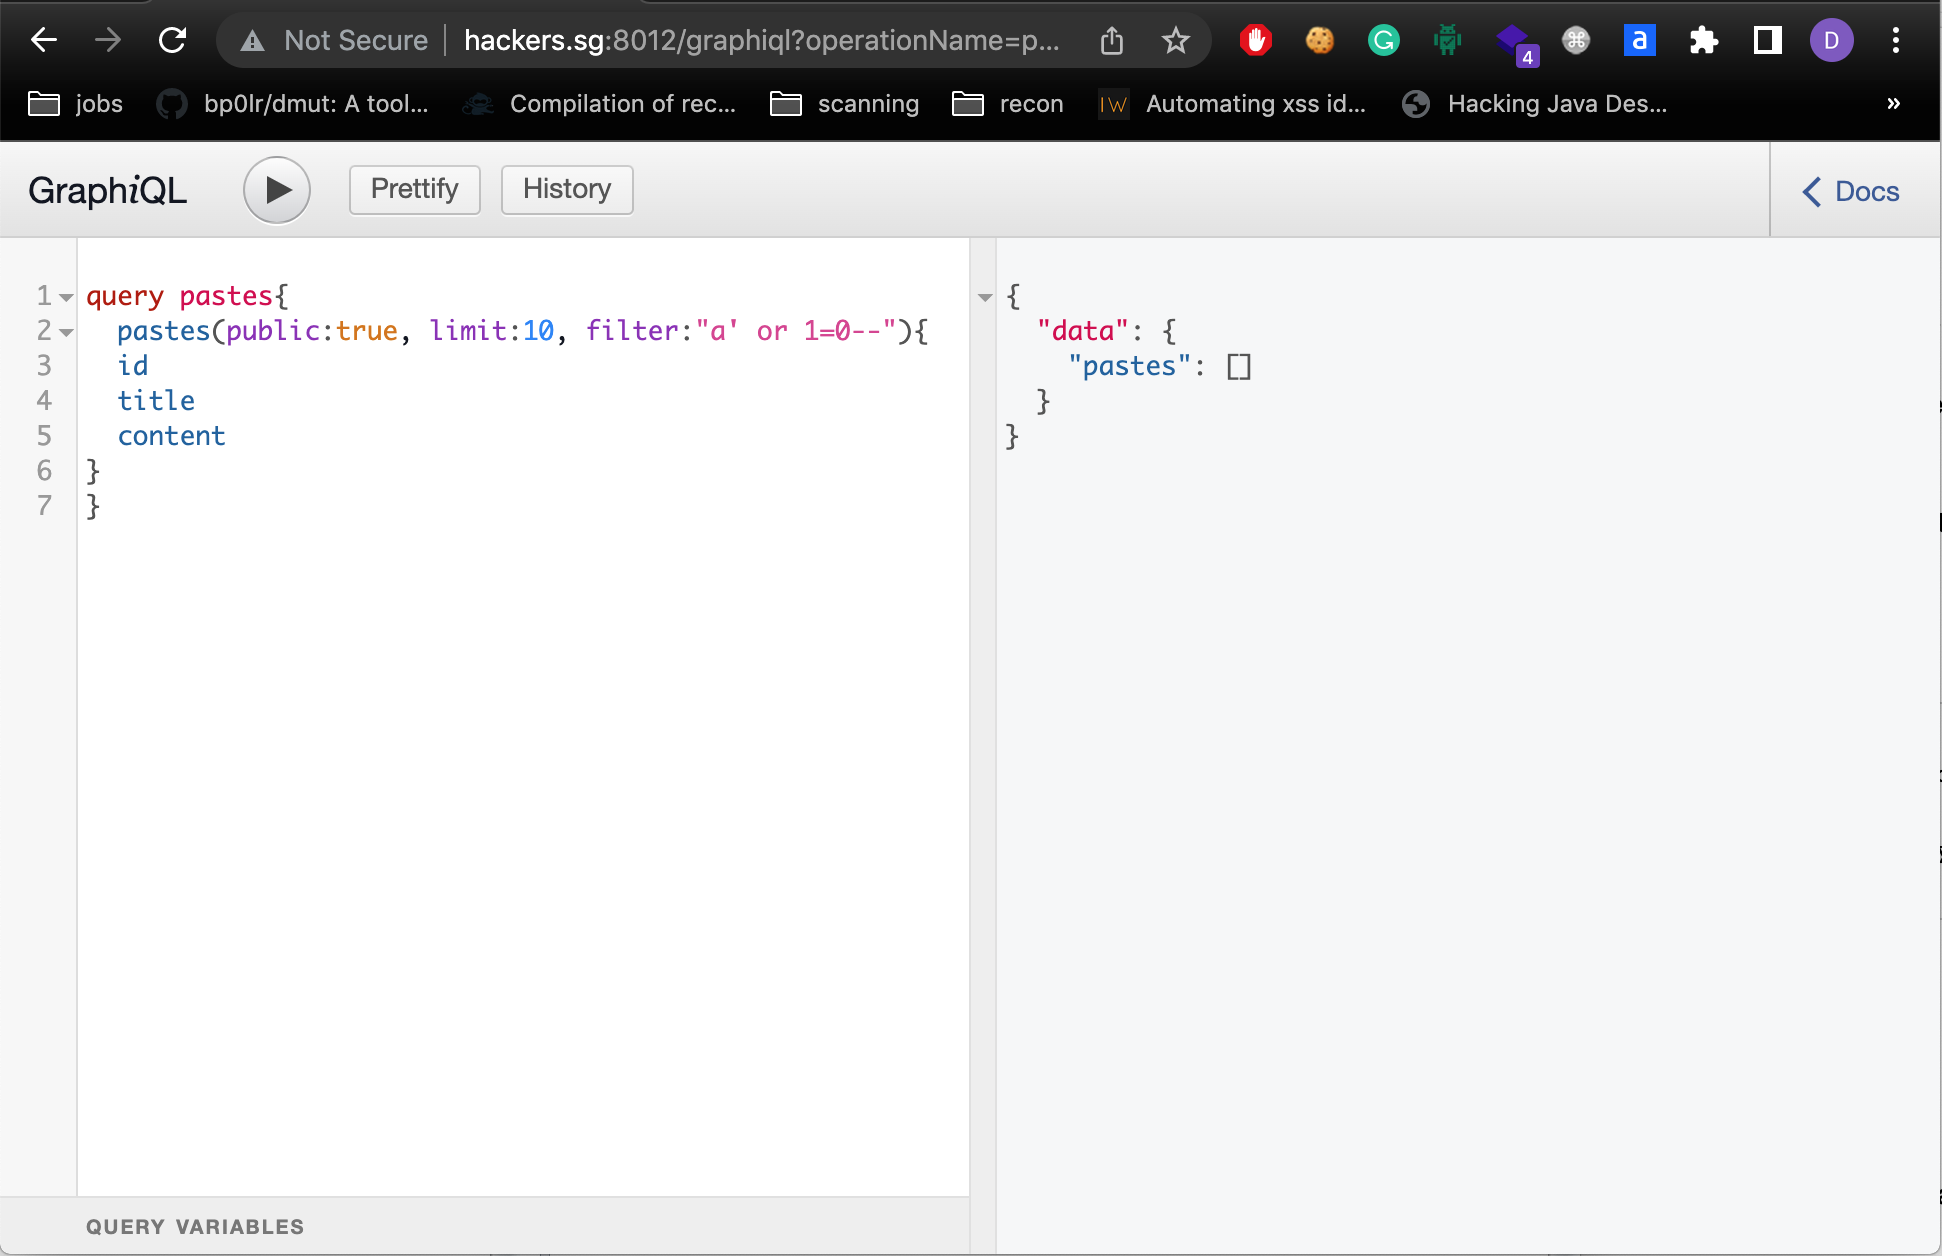 Not Secure hackers.sg:8012/graphiql?operationName=p...
4
a
D
jobs bp0lr/dmut: A tool... Compilation of rec... scanning recon IW Automating xss id... Hacking Java Des... »
GraphiQL Prettify History Docs
1 query pastes{
2 pastes(public:true, limit:10, filter:"a' or 1=0--"){
3 id
4 title
5 content
6 }
7 }
{
"data": {
"pastes": []
}
}
QUERY VARIABLES